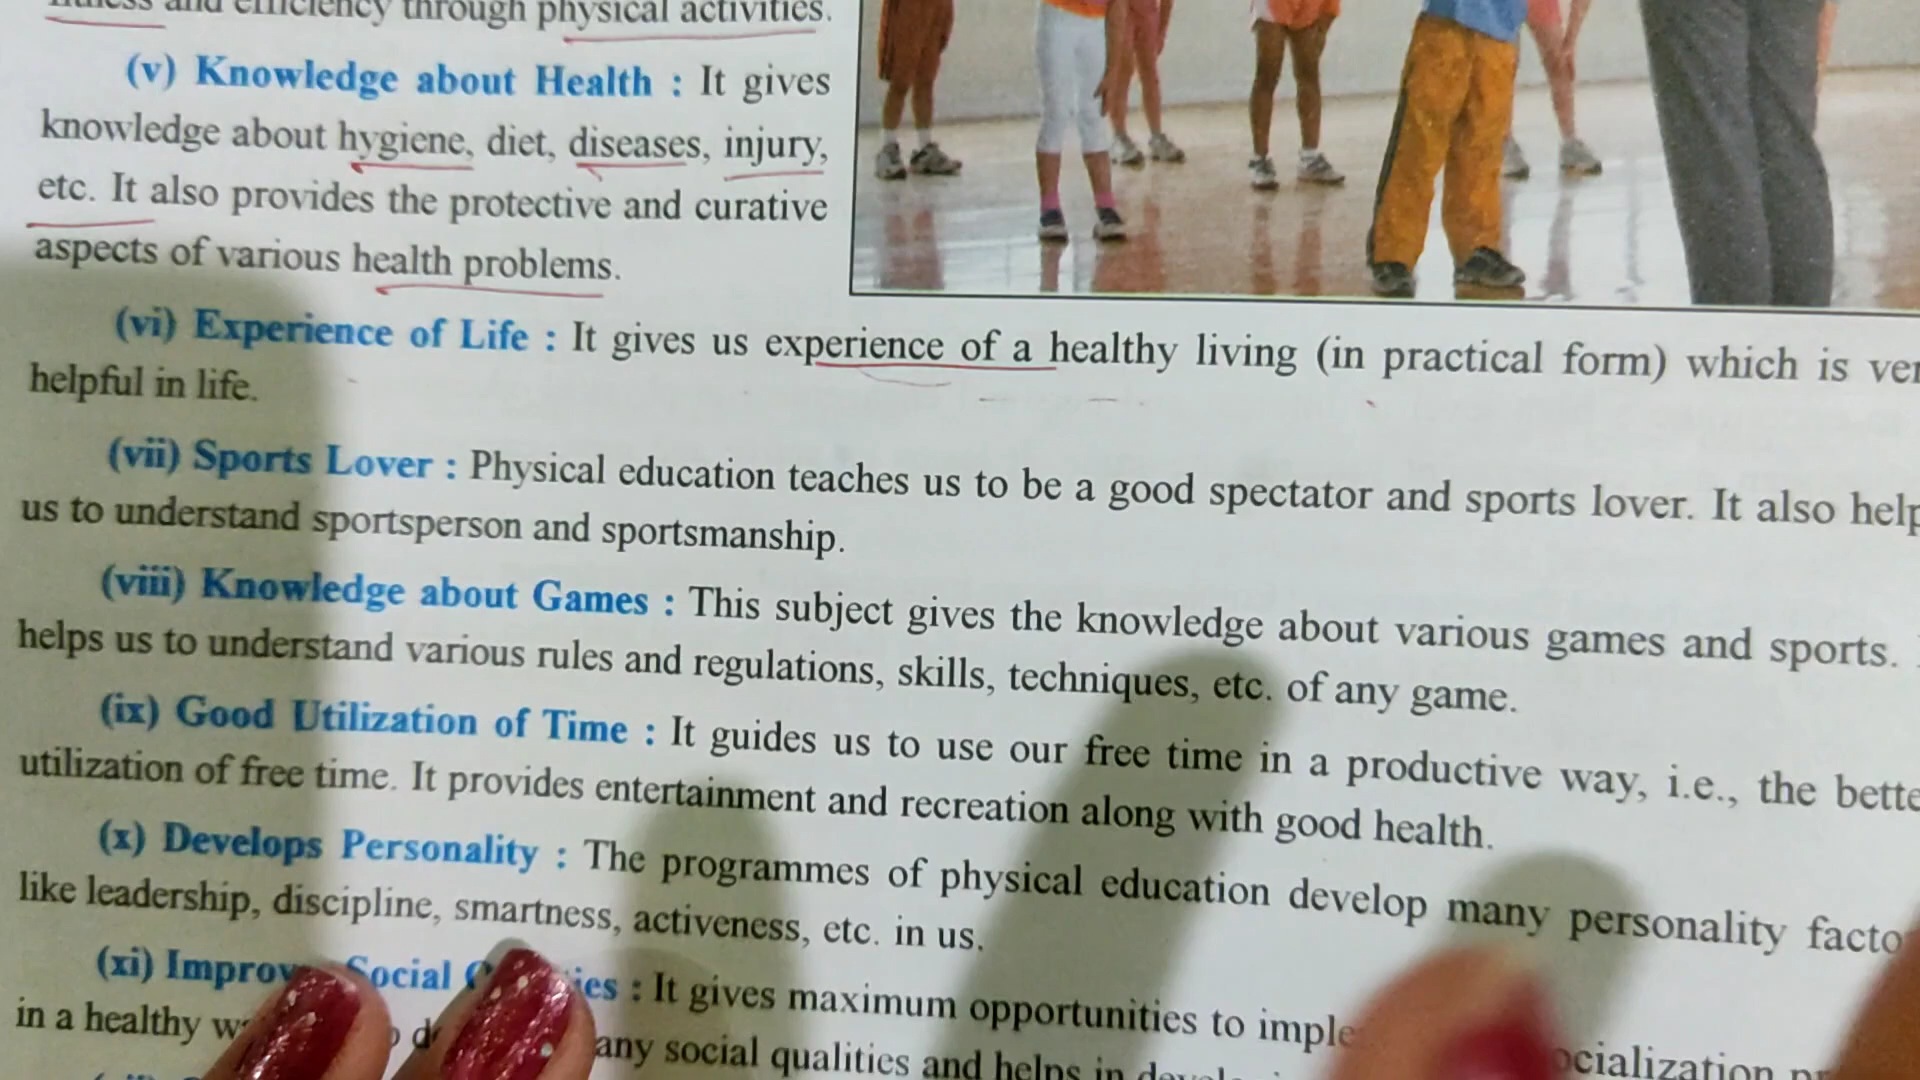 and efficiency through physical activities.
(v) Knowledge about Health : It gives
knowledge about hygiene, diet, diseases, injury,
etc. It also provides the protective and curative
aspects of various health problems.
(vi) Experience of Life : It gives us experience of a healthy living (in practical form) which is
helpful in life.
(vii) Sports Lover : Physical education teaches us to be a good spectator and sports lover. It also help
us to understand sportsperson and sportsmanship.
(viii) Knowledge about Games : This subject gives the knowledge about various games and sports.
helps us to understand various rules and regulations, skills, techniques, etc. of any game.
(ix) Good Utilization of Time : It guides us to use our free time in a productive way, i.e., the bette
utilization of free time. It provides entertainment and recreation along with good health.
(x) Develops Personality : The programmes of physical education develop many personality facto
like leadership, discipline, smartness, activeness, etc. in us.
(xi) Social : It gives maximum opportunities to
in a healthy any social qualities and helps in